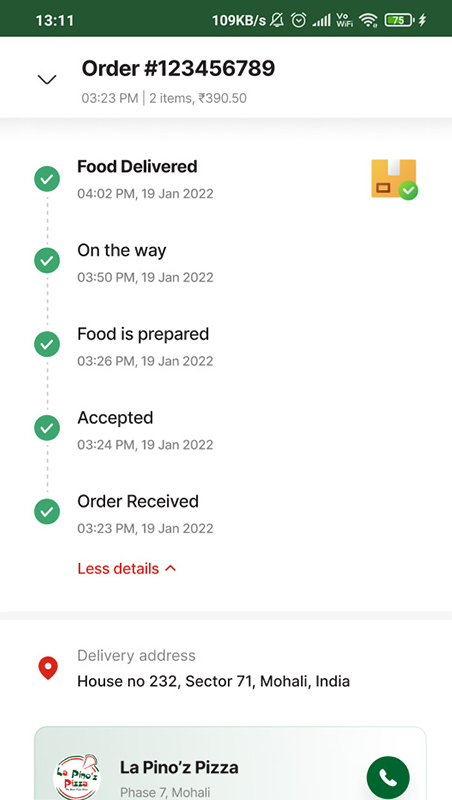 13:11
109KB/s
Vo
WiFi
75
Order #123456789
03:23 PM | 2 items, ₹390.50
Food Delivered
04:02 PM, 19 Jan 2022
On the way
03:50 PM, 19 Jan 2022
Food is prepared
03:26 PM, 19 Jan 2022
Accepted
03:24 PM, 19 Jan 2022
Order Received
03:23 PM, 19 Jan 2022
Less details
Delivery address
House no 232, Sector 71, Mohali, India
La Pino'z
Pizza
La Pino’z Pizza
Phase 7, Mohali